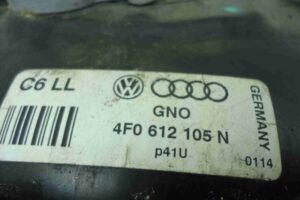 C6 LL
GNO
4F0 612 105 N
p41U
GERMANY
0114